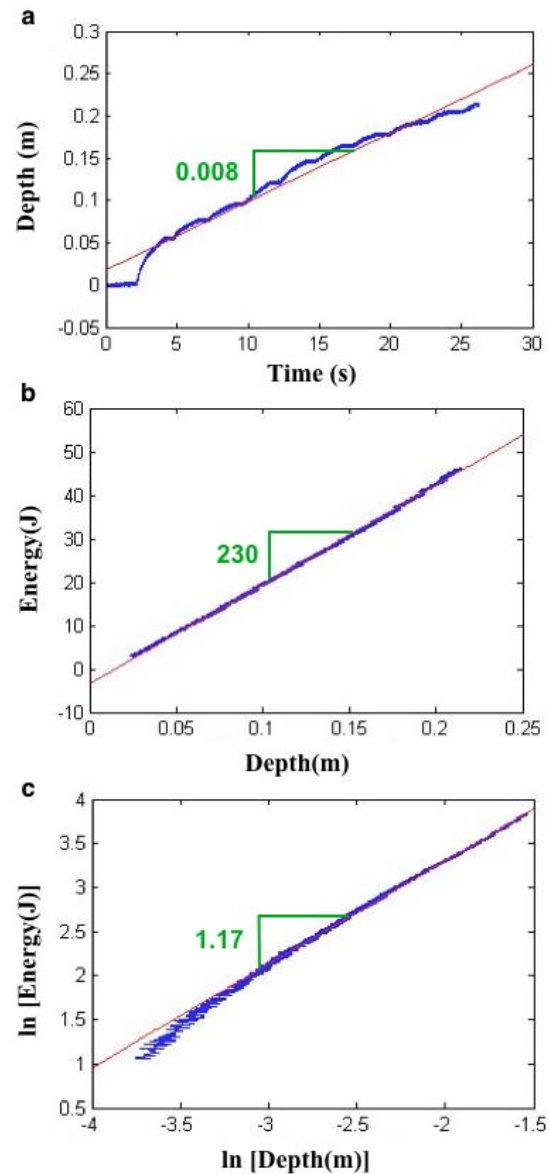 a
0.3
0.25
0.2
0.15
0.1
0.05
0
-0.05
0.008
0 5 10 15 20 25 30
Depth (m)
Time (s)
b
60
50
40
30
20
10
0
-10
230
0 0.05 0.1 0.15 0.2 0.25
Energy(J)
Depth(m)
c
4
3.5
3
2.5
2
1.5
1
0.5
1.17
-4 -3.5 -3 -2.5 -2 -1.5
ln [Energy(J)]
ln [Depth(m)]